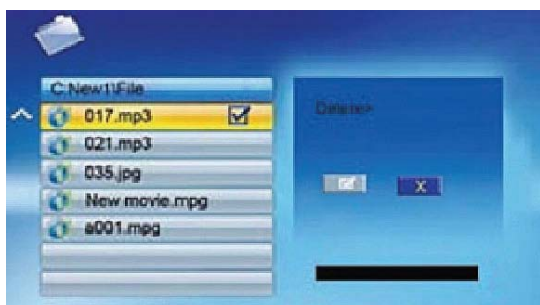 C:New1\File
017.mp3
021.mp3
035.jpg
New movie.mpg
a001.mpg
Delete>
X